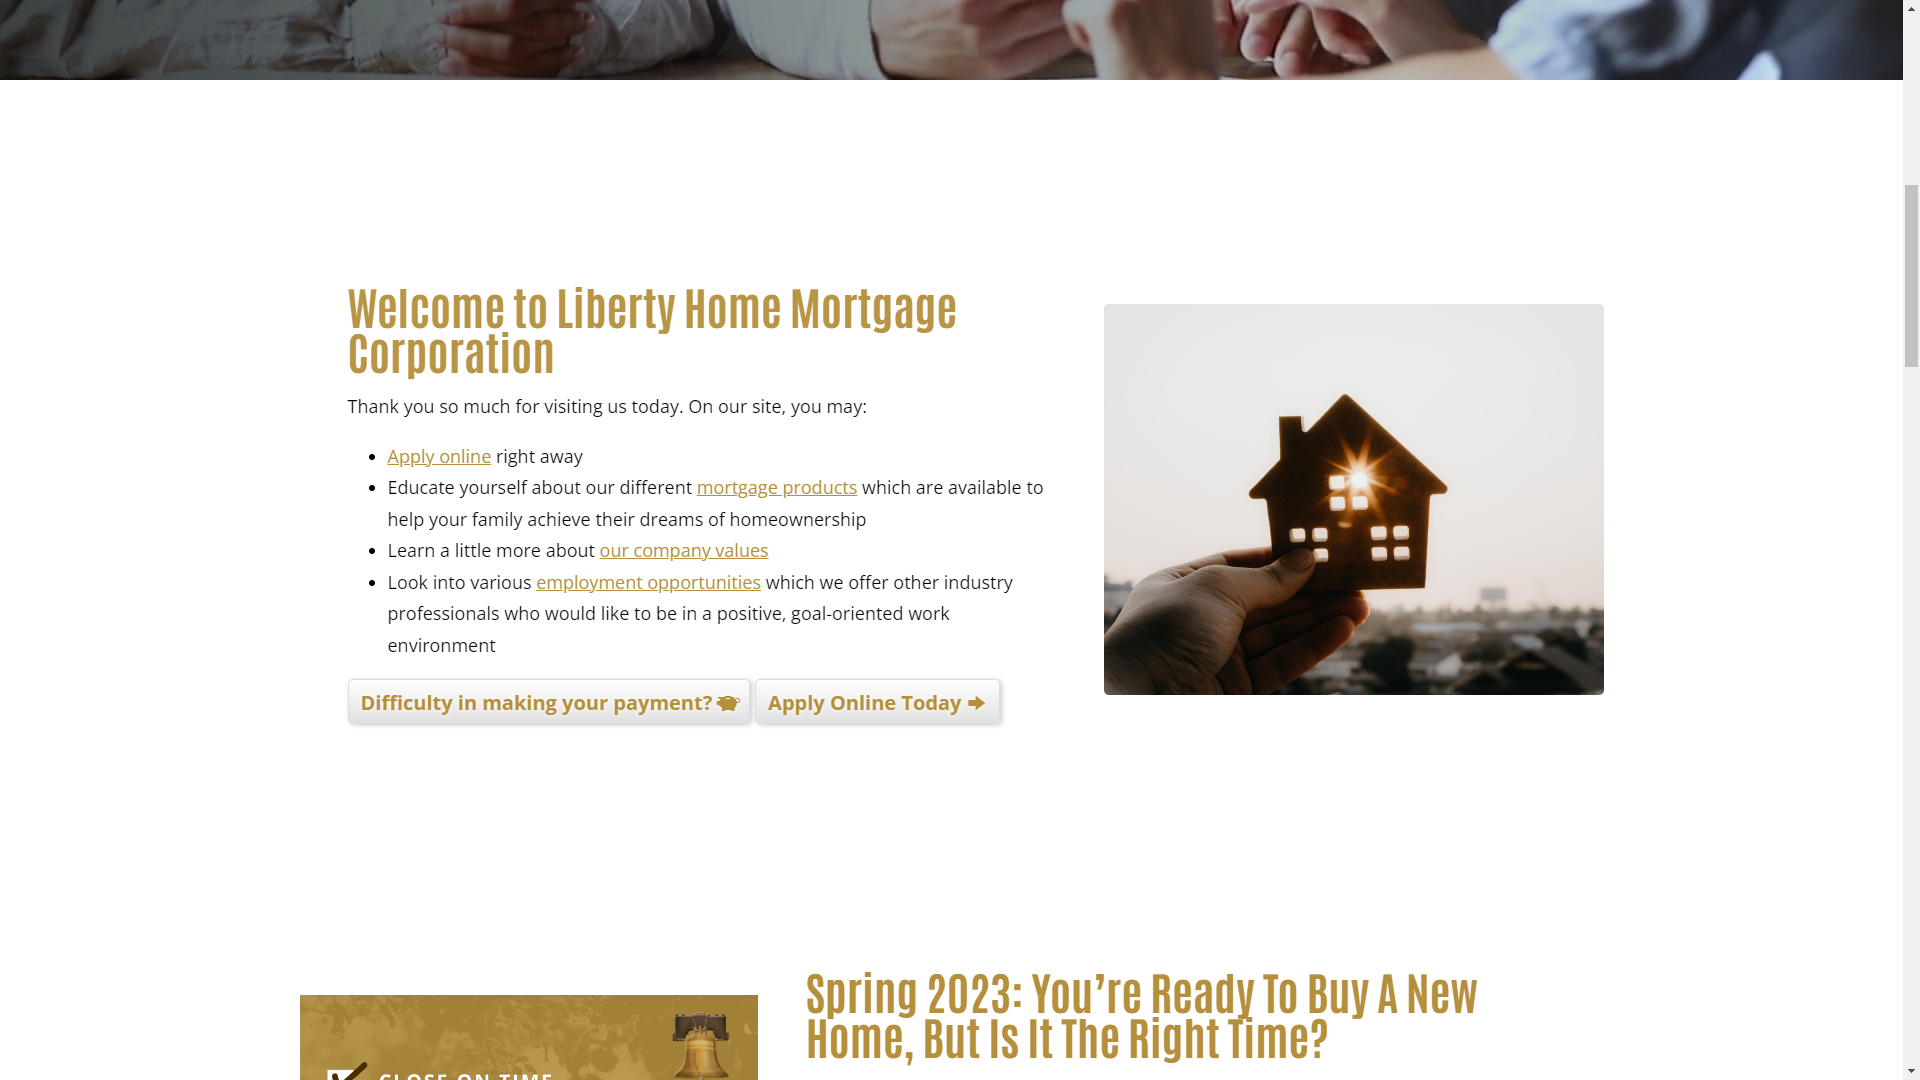 Welcome to Liberty Home Mortgage
Corporation
Thank you so much for visiting us today. On our site, you may:
Apply online right away
Educate yourself about our different mortgage products which are available to
help your family achieve their dreams of homeownership
Learn a little more about our company values
Look into various employment opportunities which we offer other industry
professionals who would like to be in a positive, goal-oriented work
environment
Difficulty in making your payment? Apply Online Today
Spring 2023: You’re Ready To Buy A New
Home, But Is It The Right Time?
CLOSE ON TIME